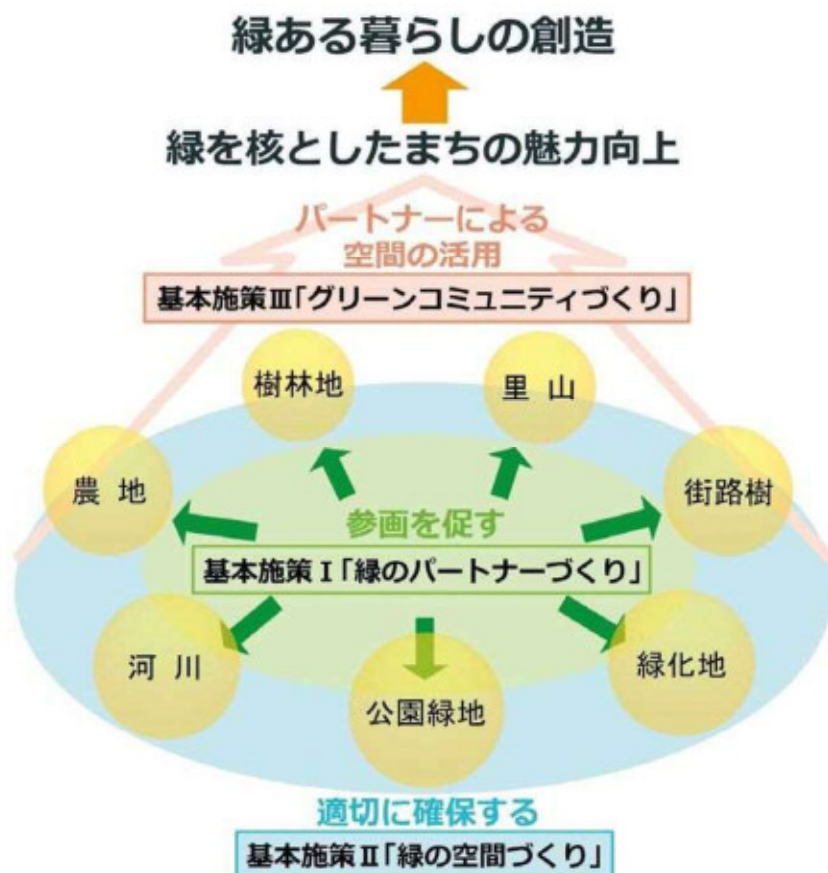 緑ある暮らしの創造
緑を核としたまちの魅力向上
パートナーによる
空間の活用
基本施策Ⅲ「グリーンコミュニティづくり」
樹林地
里 山
農 地
街路樹
参画を促す
基本施策Ⅰ「緑のパートナーづくり」
河 川
緑化地
公園緑地
適切に確保する
基本施策Ⅱ「緑の空間づくり」